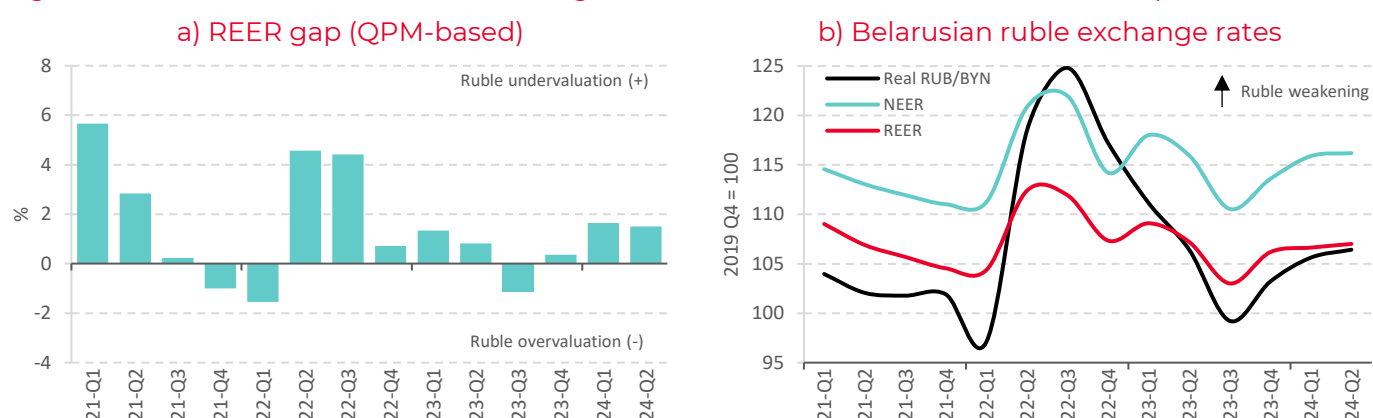 a) REER gap (QPM-based)
8
6
4
2
0
-2
-4
%
Ruble undervaluation (+)
Ruble overvaluation (-)
21-Q1
21-Q2
21-Q3
21-Q4
22-Q1
22-Q2
22-Q3
22-Q4
23-Q1
23-Q2
23-Q3
23-Q4
24-Q1
24-Q2
b) Belarusian ruble exchange rates
125
120
115
110
105
100
95
2019 Q4 = 100
Real RUB/BYN
NEER
REER
Ruble weakening
21-Q1
21-Q2
21-Q3
21-Q4
22-Q1
22-Q2
22-Q3
22-Q4
23-Q1
23-Q2
23-Q3
23-Q4
24-Q1
24-Q2